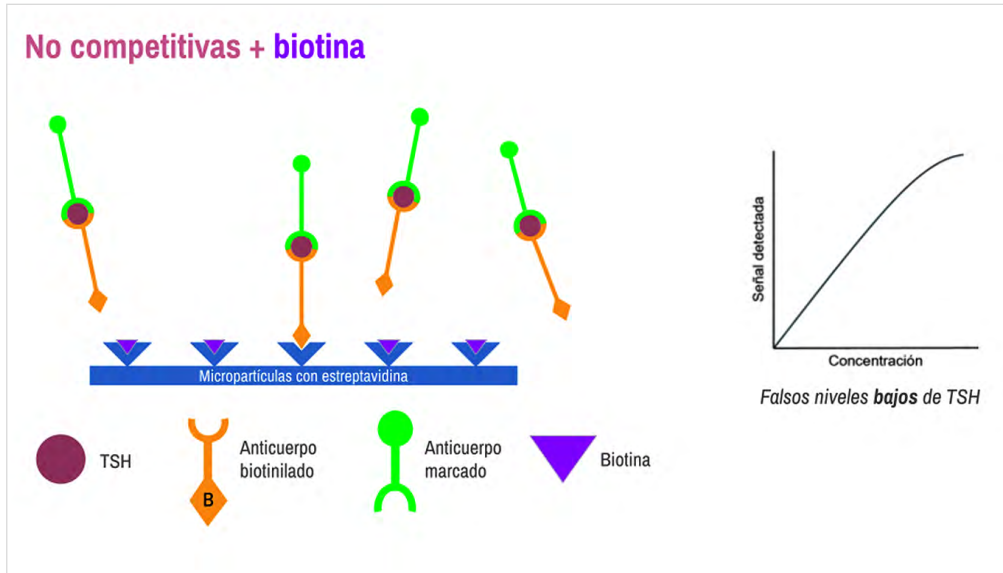 No competitivas + biotina
Señal detectada
Concentración
Falsos niveles bajos de TSH
Micropartículas con estreptavidina
TSH
B
Anticuerpo
biotinilado
Anticuerpo
marcado
Biotina